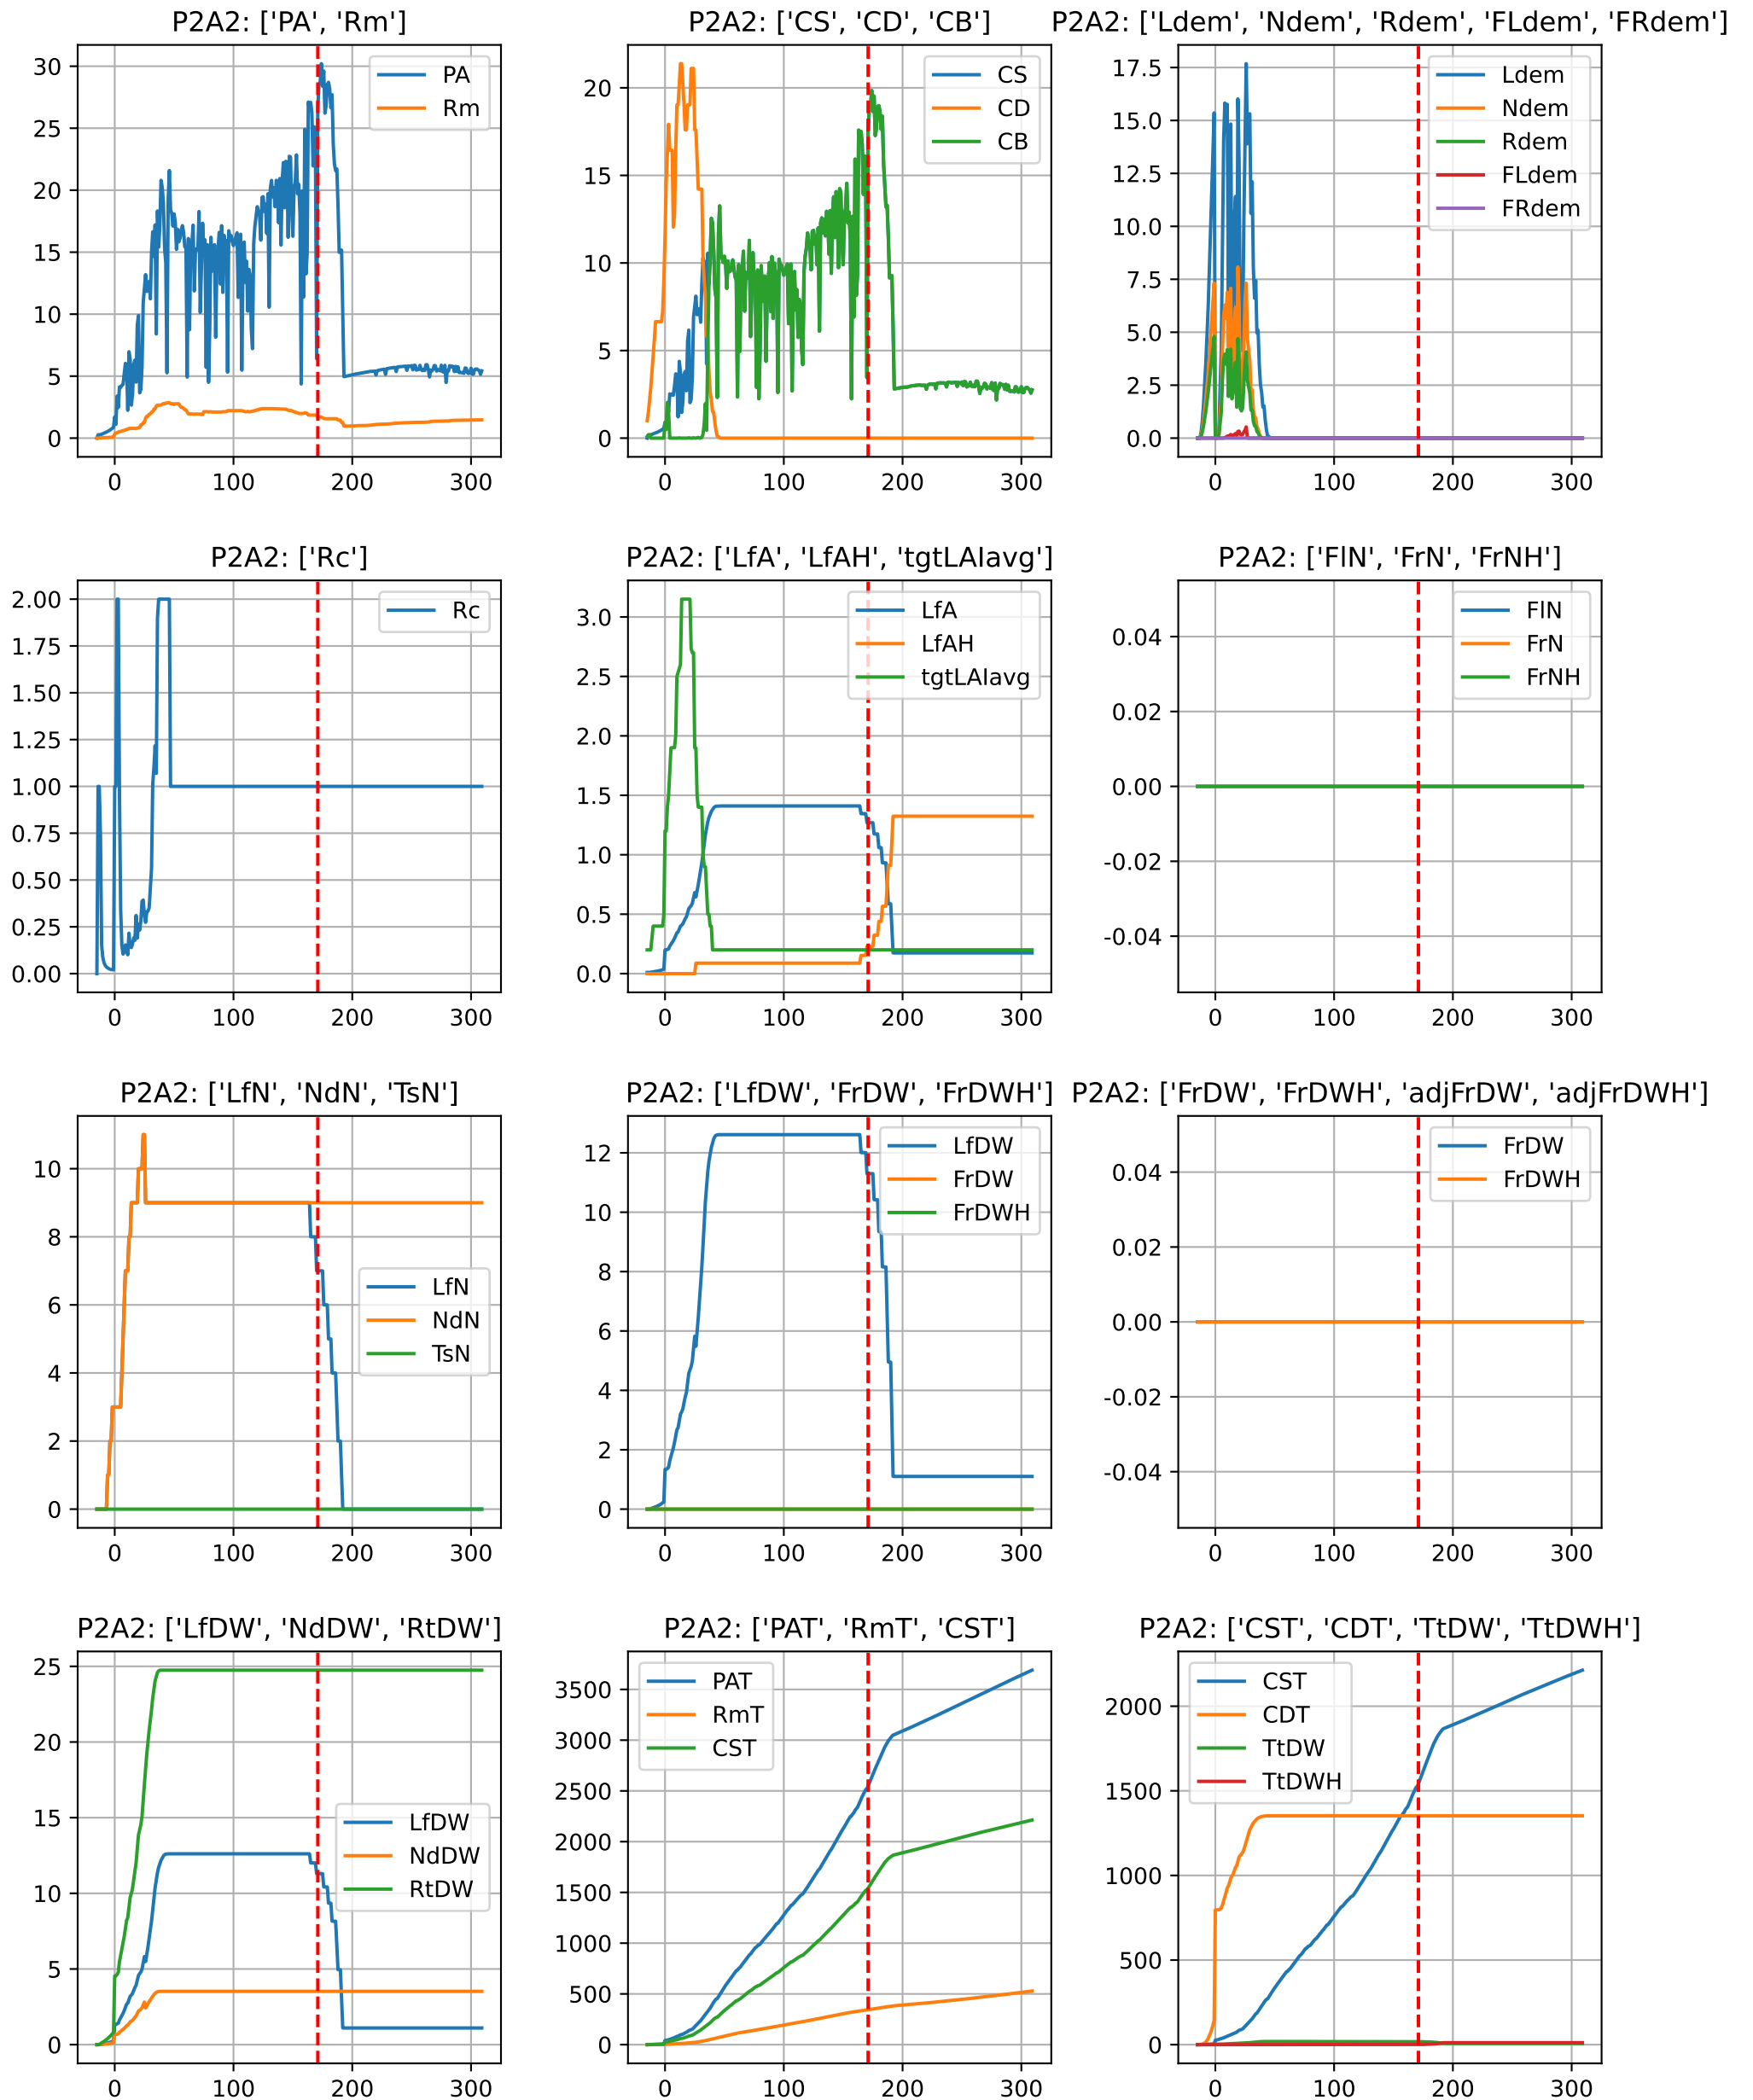 P2A2: ['PA', 'Rm']
30
25
20
15
10
5
0
0 100 200 300
PA
Rm
P2A2: ['CS', 'CD', 'CB']
20
15
10
5
0
0 100 200 300
CS
CD
CB
P2A2: ['Ldem', 'Ndem', 'Rdem', 'FLdem', 'FRdem']
17.5
15.0
12.5
10.0
7.5
5.0
2.5
0.0
0 100 200 300
Ldem
Ndem
Rdem
FLdem
FRdem
P2A2: ['Rc']
2.00
1.75
1.50
1.25
1.00
0.75
0.50
0.25
0.00
0 100 200 300
Rc
P2A2: ['LfA', 'LfAH', 'tgtLAIavg']
3.0
2.5
2.0
1.5
1.0
0.5
0.0
0 100 200 300
LfA
LfAH
tgtLAIavg
P2A2: ['FlN', 'FrN', 'FrNH']
0.04
0.02
0.00
-0.02
-0.04
0 100 200 300
FlN
FrN
FrNH
P2A2: ['LfN', 'NdN', 'TsN']
10
8
6
4
2
0
0 100 200 300
LfN
NdN
TsN
P2A2: ['LfDW', 'FrDW', 'FrDWH']
12
10
8
6
4
2
0
0 100 200 300
LfDW
FrDW
FrDWH
P2A2: ['FrDW', 'FrDWH', 'adjFrDW', 'adjFrDWH']
0.04
0.02
0.00
-0.02
-0.04
0 100 200 300
FrDW
FrDWH
P2A2: ['LfDW', 'NdDW', 'RtDW']
25
20
15
10
5
0
0 100 200 300
LfDW
NdDW
RtDW
P2A2: ['PAT', 'RmT', 'CST']
3500
3000
2500
2000
1500
1000
500
0
0 100 200 300
PAT
RmT
CST
P2A2: ['CST', 'CDT', 'TtDW', 'TtDWH']
2000
1500
1000
500
0
0 100 200 300
CST
CDT
TtDW
TtDWH